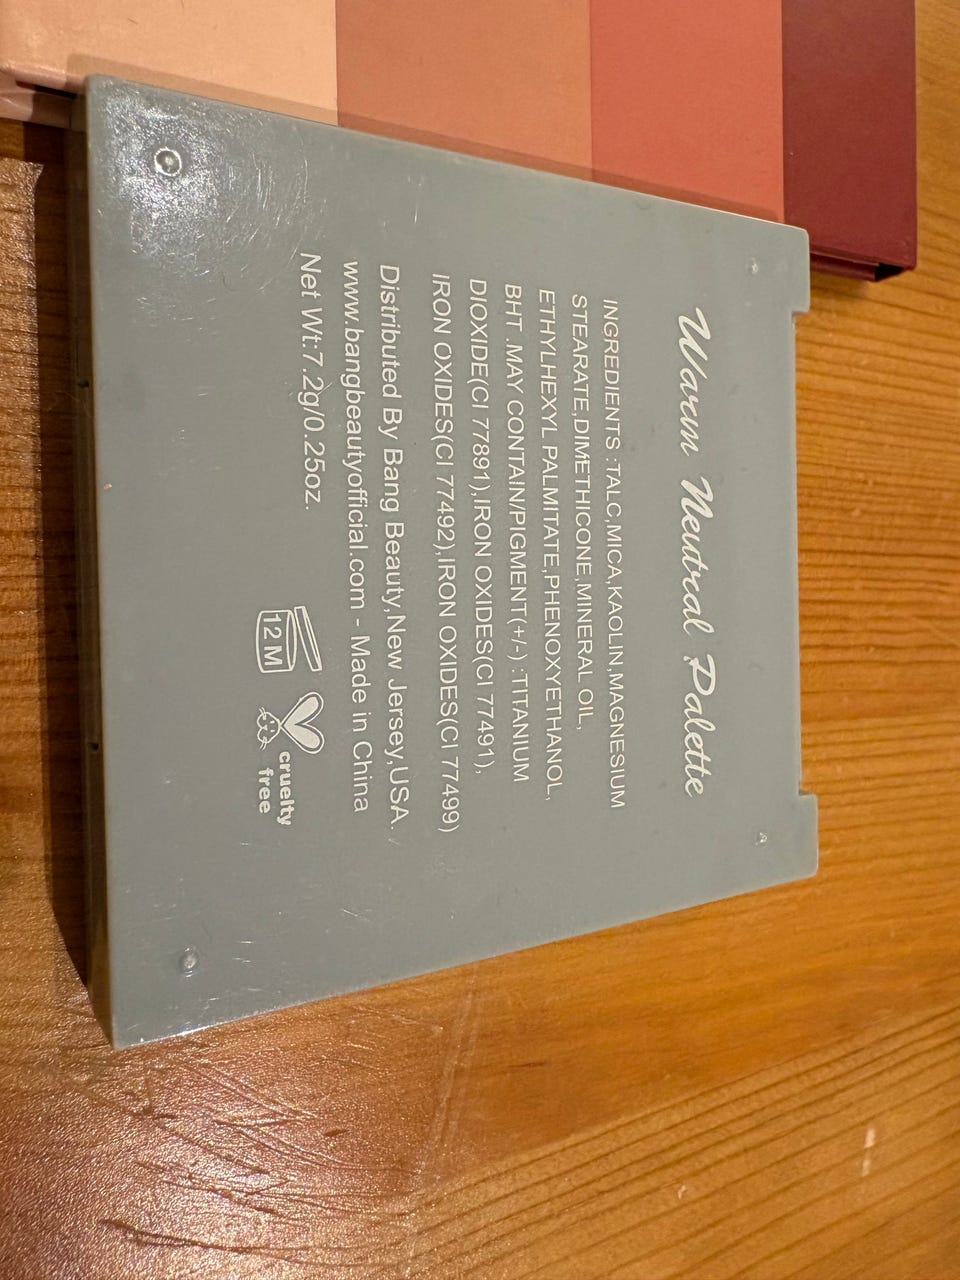 Warm Neutral Palette
INGREDIENTS :TALC,MICA,KAOLIN,MAGNESIUM
STEARATE,DIMETHICONE,MINERAL OIL,
ETHYLHEXYL PALMITATE,PHENOXYETHANOL,
BHT .MAY CONTAIN/PIGMENT(+/-) :TITANIUM
DIOXIDE(CI 77891),IRON OXIDES(CI 77491),
IRON OXIDES(CI 77492),IRON OXIDES(CI 77499)
Distributed By Bang Beauty,New Jersey,USA.
www.bangbeautyofficial.com - Made in China
Net Wt:7.2g/0.25oz.
12 M
cruelty
free